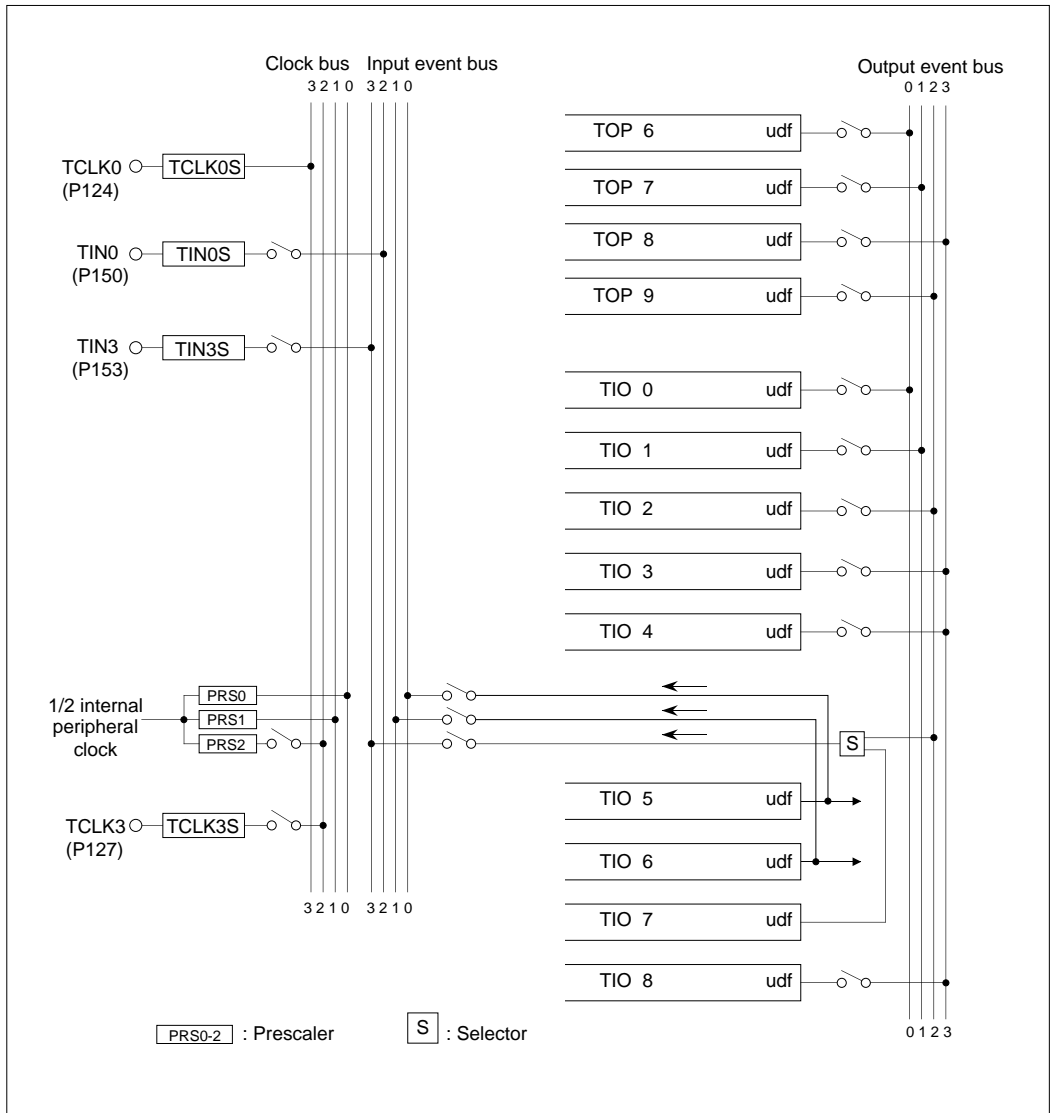 Clock bus
Input event bus
Output event bus
3 2 1 0
3 2 1 0
0 1 2 3
TOP 6 udf
TCLK0
(P124)
TCLK0S
TOP 7 udf
TIN0
(P150)
TIN0S
TOP 8 udf
TOP 9 udf
TIN3
(P153)
TIN3S
TIO 0 udf
TIO 1 udf
TIO 2 udf
TIO 3 udf
TIO 4 udf
1/2 internal
peripheral
clock
PRS0
PRS1
PRS2
S
TIO 5 udf
TCLK3
(P127)
TCLK3S
TIO 6 udf
3 2 1 0
3 2 1 0
TIO 7 udf
TIO 8 udf
0 1 2 3
PRS0-2 : Prescaler
S : Selector